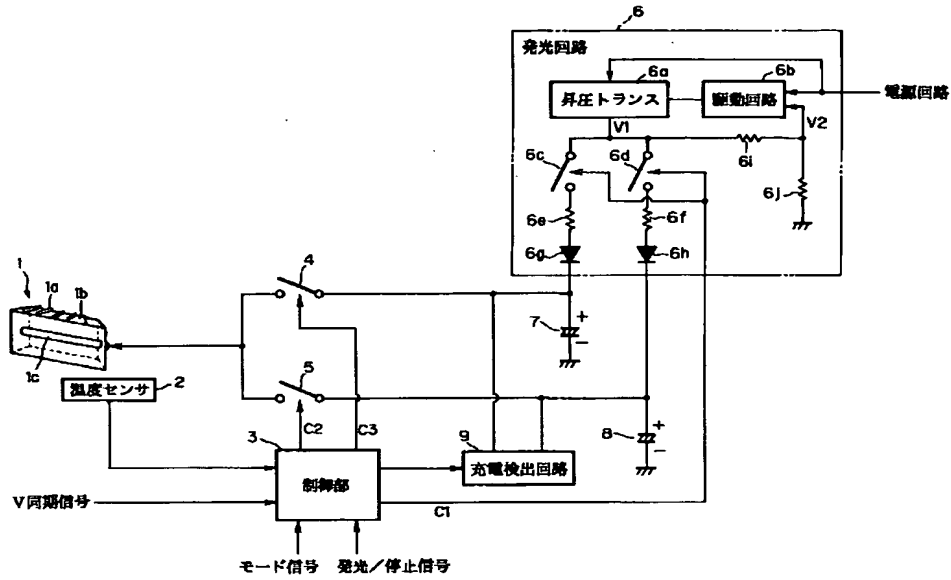 6
発光回路
6a
6b
昇圧トランス
駆動回路
電源回路
V1
V2
6c
6d
6i
6j
6e
6f
6g
6h
1
1a
1b
4
7
+
−
1c
温度センサ
2
5
3
C2
C3
9
8
+
−
制御部
充電検出回路
V同期信号
C1
モード信号
発光/停止信号